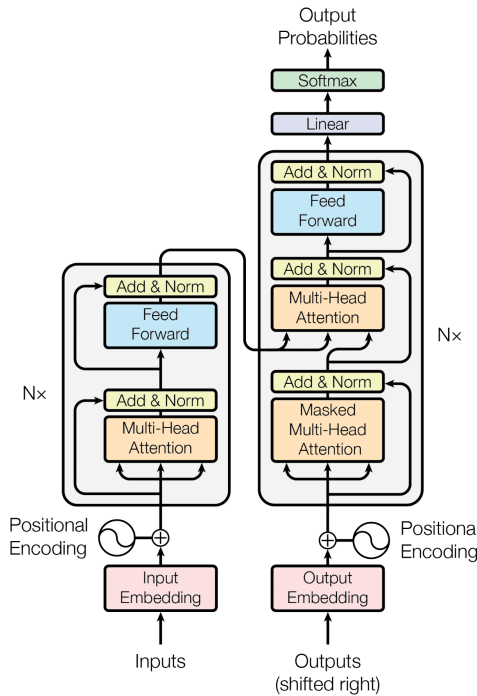 Output
Probabilities
Softmax
Linear
Add & Norm
Feed
Forward
Add & Norm
Multi-Head
Attention
Add & Norm
Masked
Multi-Head
Attention
Nx
Add & Norm
Feed
Forward
Add & Norm
Multi-Head
Attention
N×
Positional
Encoding
Positional
Encoding
Input
Embedding
Output
Embedding
Inputs
Outputs
(shifted right)